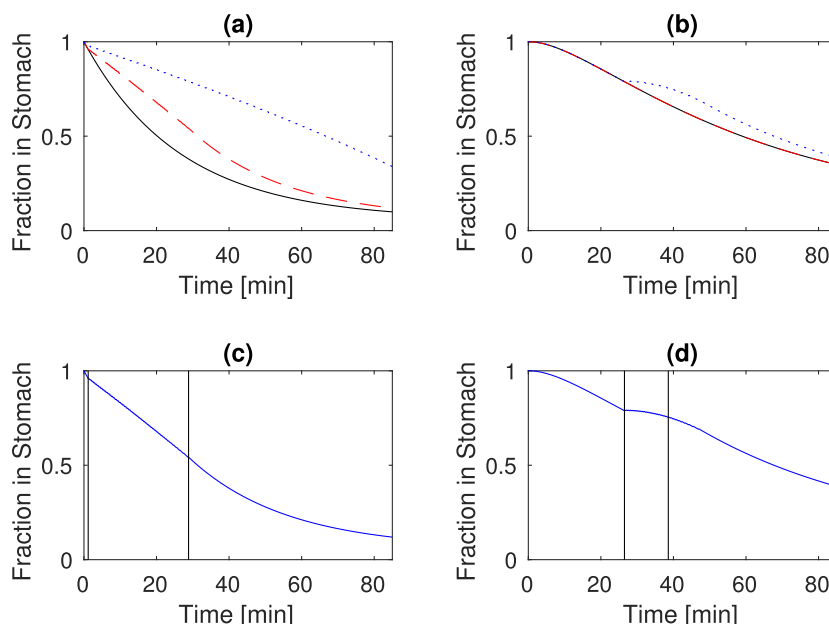 (a)
Fraction in Stomach
1
0.5
0
0 20 40 60 80
Time [min]
(b)
Fraction in Stomach
1
0.5
0
0 20 40 60 80
Time [min]
(c)
Fraction in Stomach
1
0.5
0
0 20 40 60 80
Time [min]
(d)
Fraction in Stomach
1
0.5
0
0 20 40 60 80
Time [min]